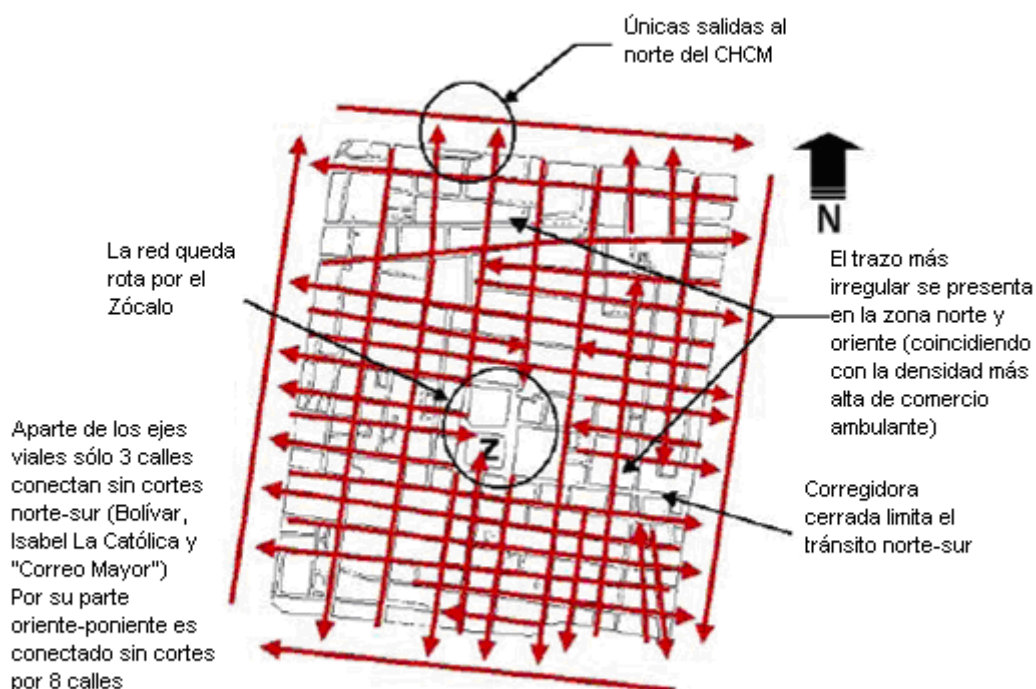 Únicas salidas al
norte del CHCM
N
La red queda
rota por el
Zócalo
El trazo más
irregular se presenta
en la zona norte y
oriente (coincidiendo
con la densidad más
alta de comercio
ambulante)
Z
Aparte de los ejes
viales sólo 3 calles
conectan sin cortes
norte-sur (Bolívar,
Isabel La Católica y
"Correo Mayor")
Por su parte
oriente-poniente es
conectado sin cortes
por 8 calles
Corregidora
cerrada limita el
tránsito norte-sur